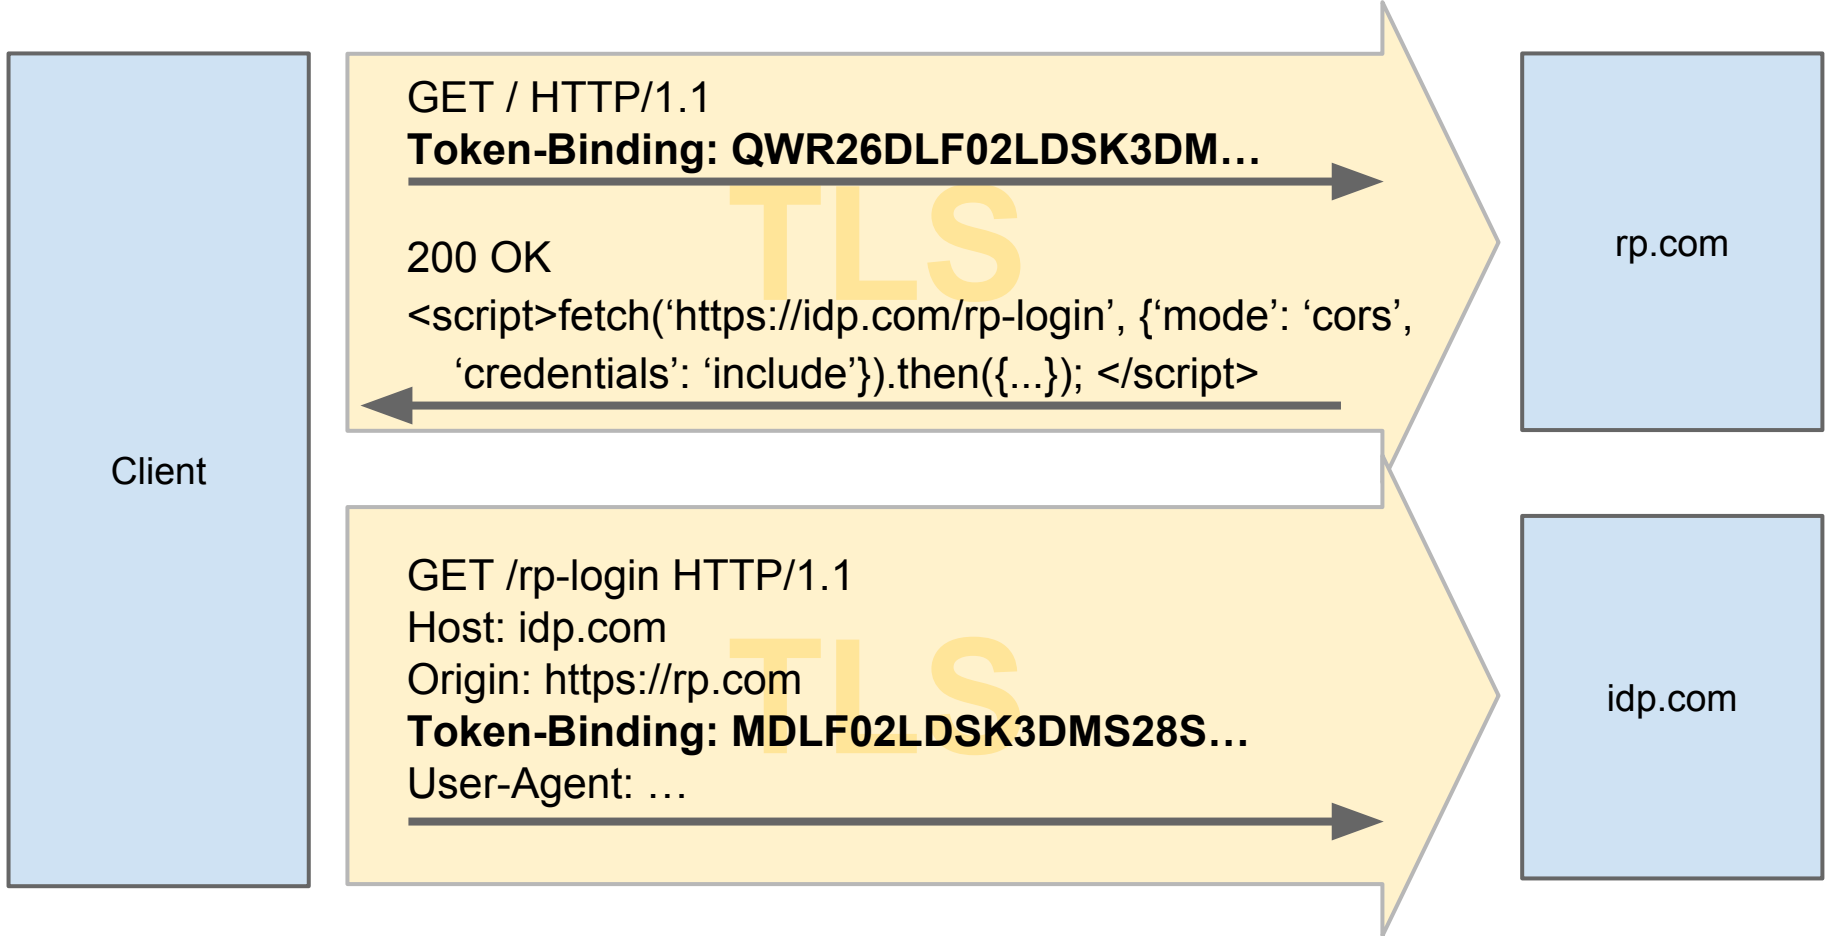 Client
TLS
GET / HTTP/1.1
Token-Binding: QWR26DLF02LDSK3DM…
200 OK
<script>fetch(‘https://idp.com/rp-login’, {‘mode’: ‘cors’,
‘credentials’: ‘include’}).then({...}); </script>
rp.com
TLS
GET /rp-login HTTP/1.1
Host: idp.com
Origin: https://rp.com
Token-Binding: MDLF02LDSK3DMS28S…
User-Agent: …
idp.com